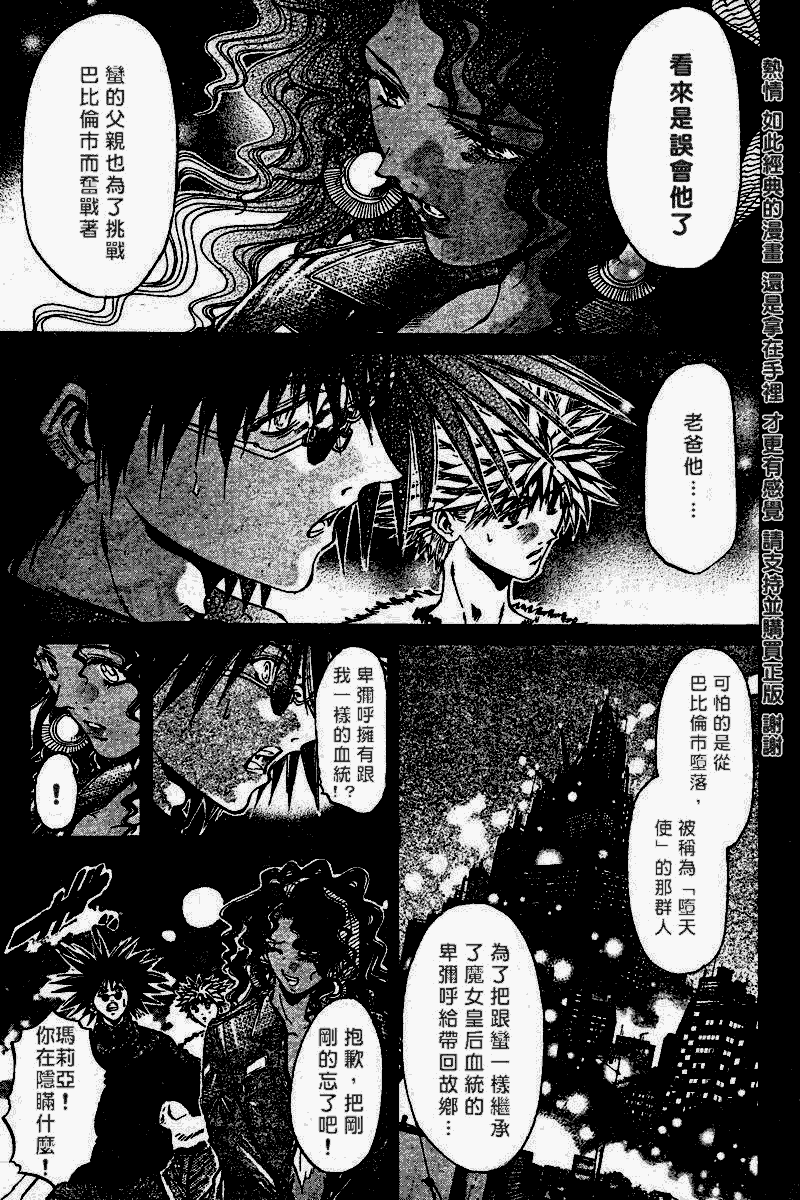 熱情 如此經典的漫畫 還是拿在手裡 才更有感覺 請支持並購買正版 謝謝
看來是誤會他了
蠻的父親也為了挑戰
巴比倫市而奮戰著
老爸他……
可怕的是從
巴比倫市墮落，
被稱為「墮天
使」的那群人
為了把跟蠻一樣繼承
了魔女皇后血統的
卑彌呼給帶回故鄉…
卑彌呼擁有跟
我一樣的血統？！
！
抱歉，把剛
剛的忘了吧！
瑪莉亞！
你在隱瞞什麼！